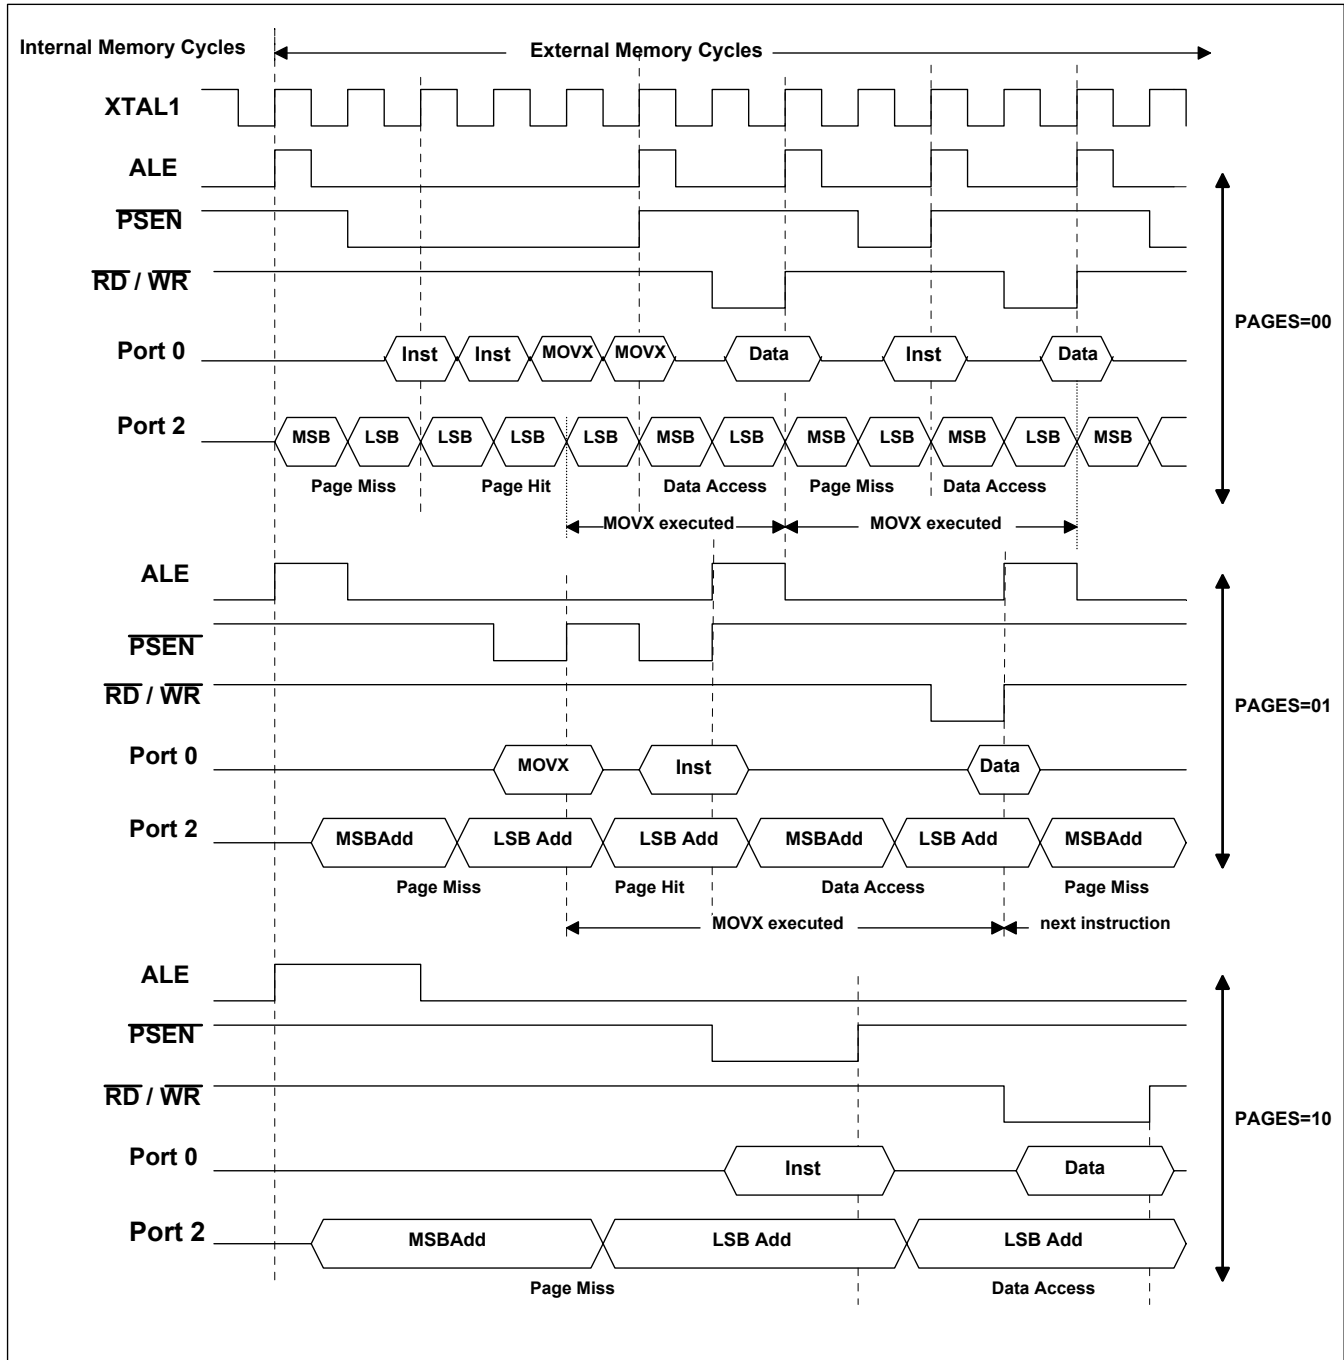 Internal Memory Cycles
External Memory Cycles
XTAL1
ALE
PSEN
RD / WR
PAGES=00
Port 0
Inst
Inst
MOVX
MOVX
Data
Inst
Data
Port 2
MSB
LSB
LSB
LSB
LSB
MSB
LSB
MSB
LSB
MSB
LSB
MSB
Page Miss
Page Hit
Data Access
Page Miss
Data Access
MOVX executed
MOVX executed
ALE
PSEN
RD / WR
PAGES=01
Port 0
MOVX
Inst
Data
Port 2
MSBAdd
LSB Add
LSB Add
MSBAdd
LSB Add
MSBAdd
Page Miss
Page Hit
Data Access
Page Miss
MOVX executed
next instruction
ALE
PSEN
RD / WR
PAGES=10
Port 0
Inst
Data
Port 2
MSBAdd
LSB Add
LSB Add
Page Miss
Data Access